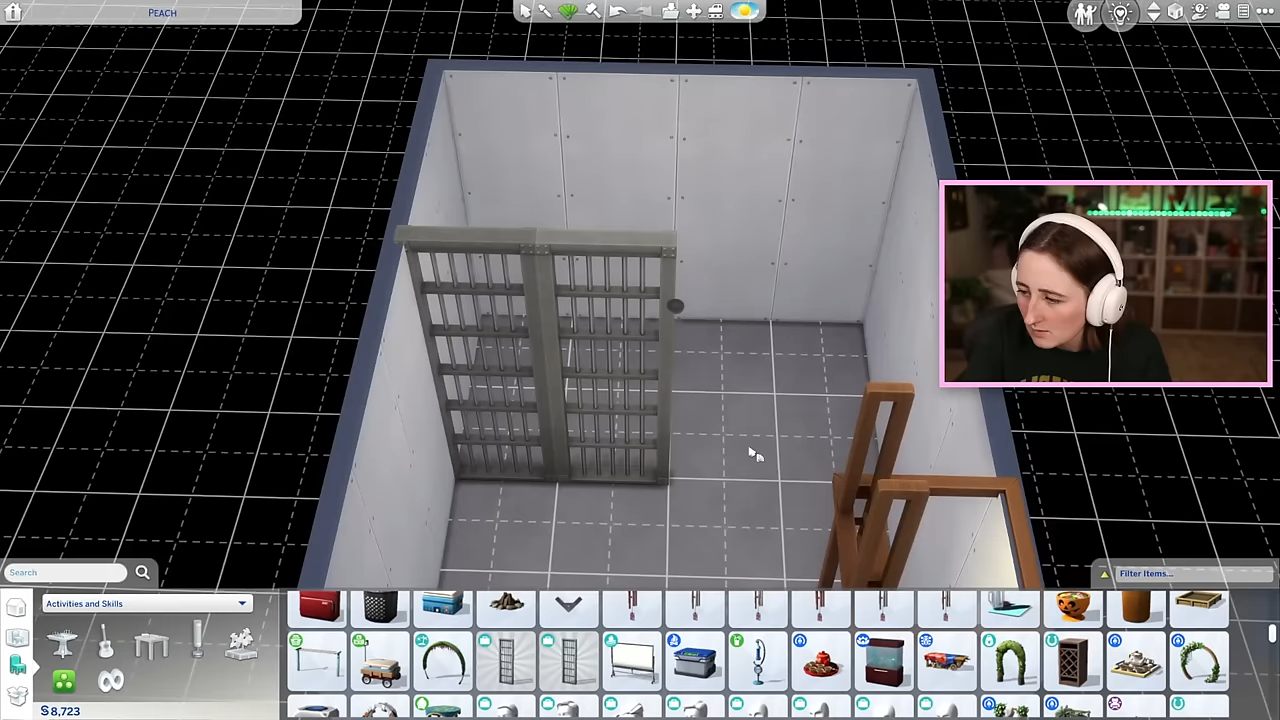 PEACH
Search
Filter Items...
Activities and Skills
§8,723